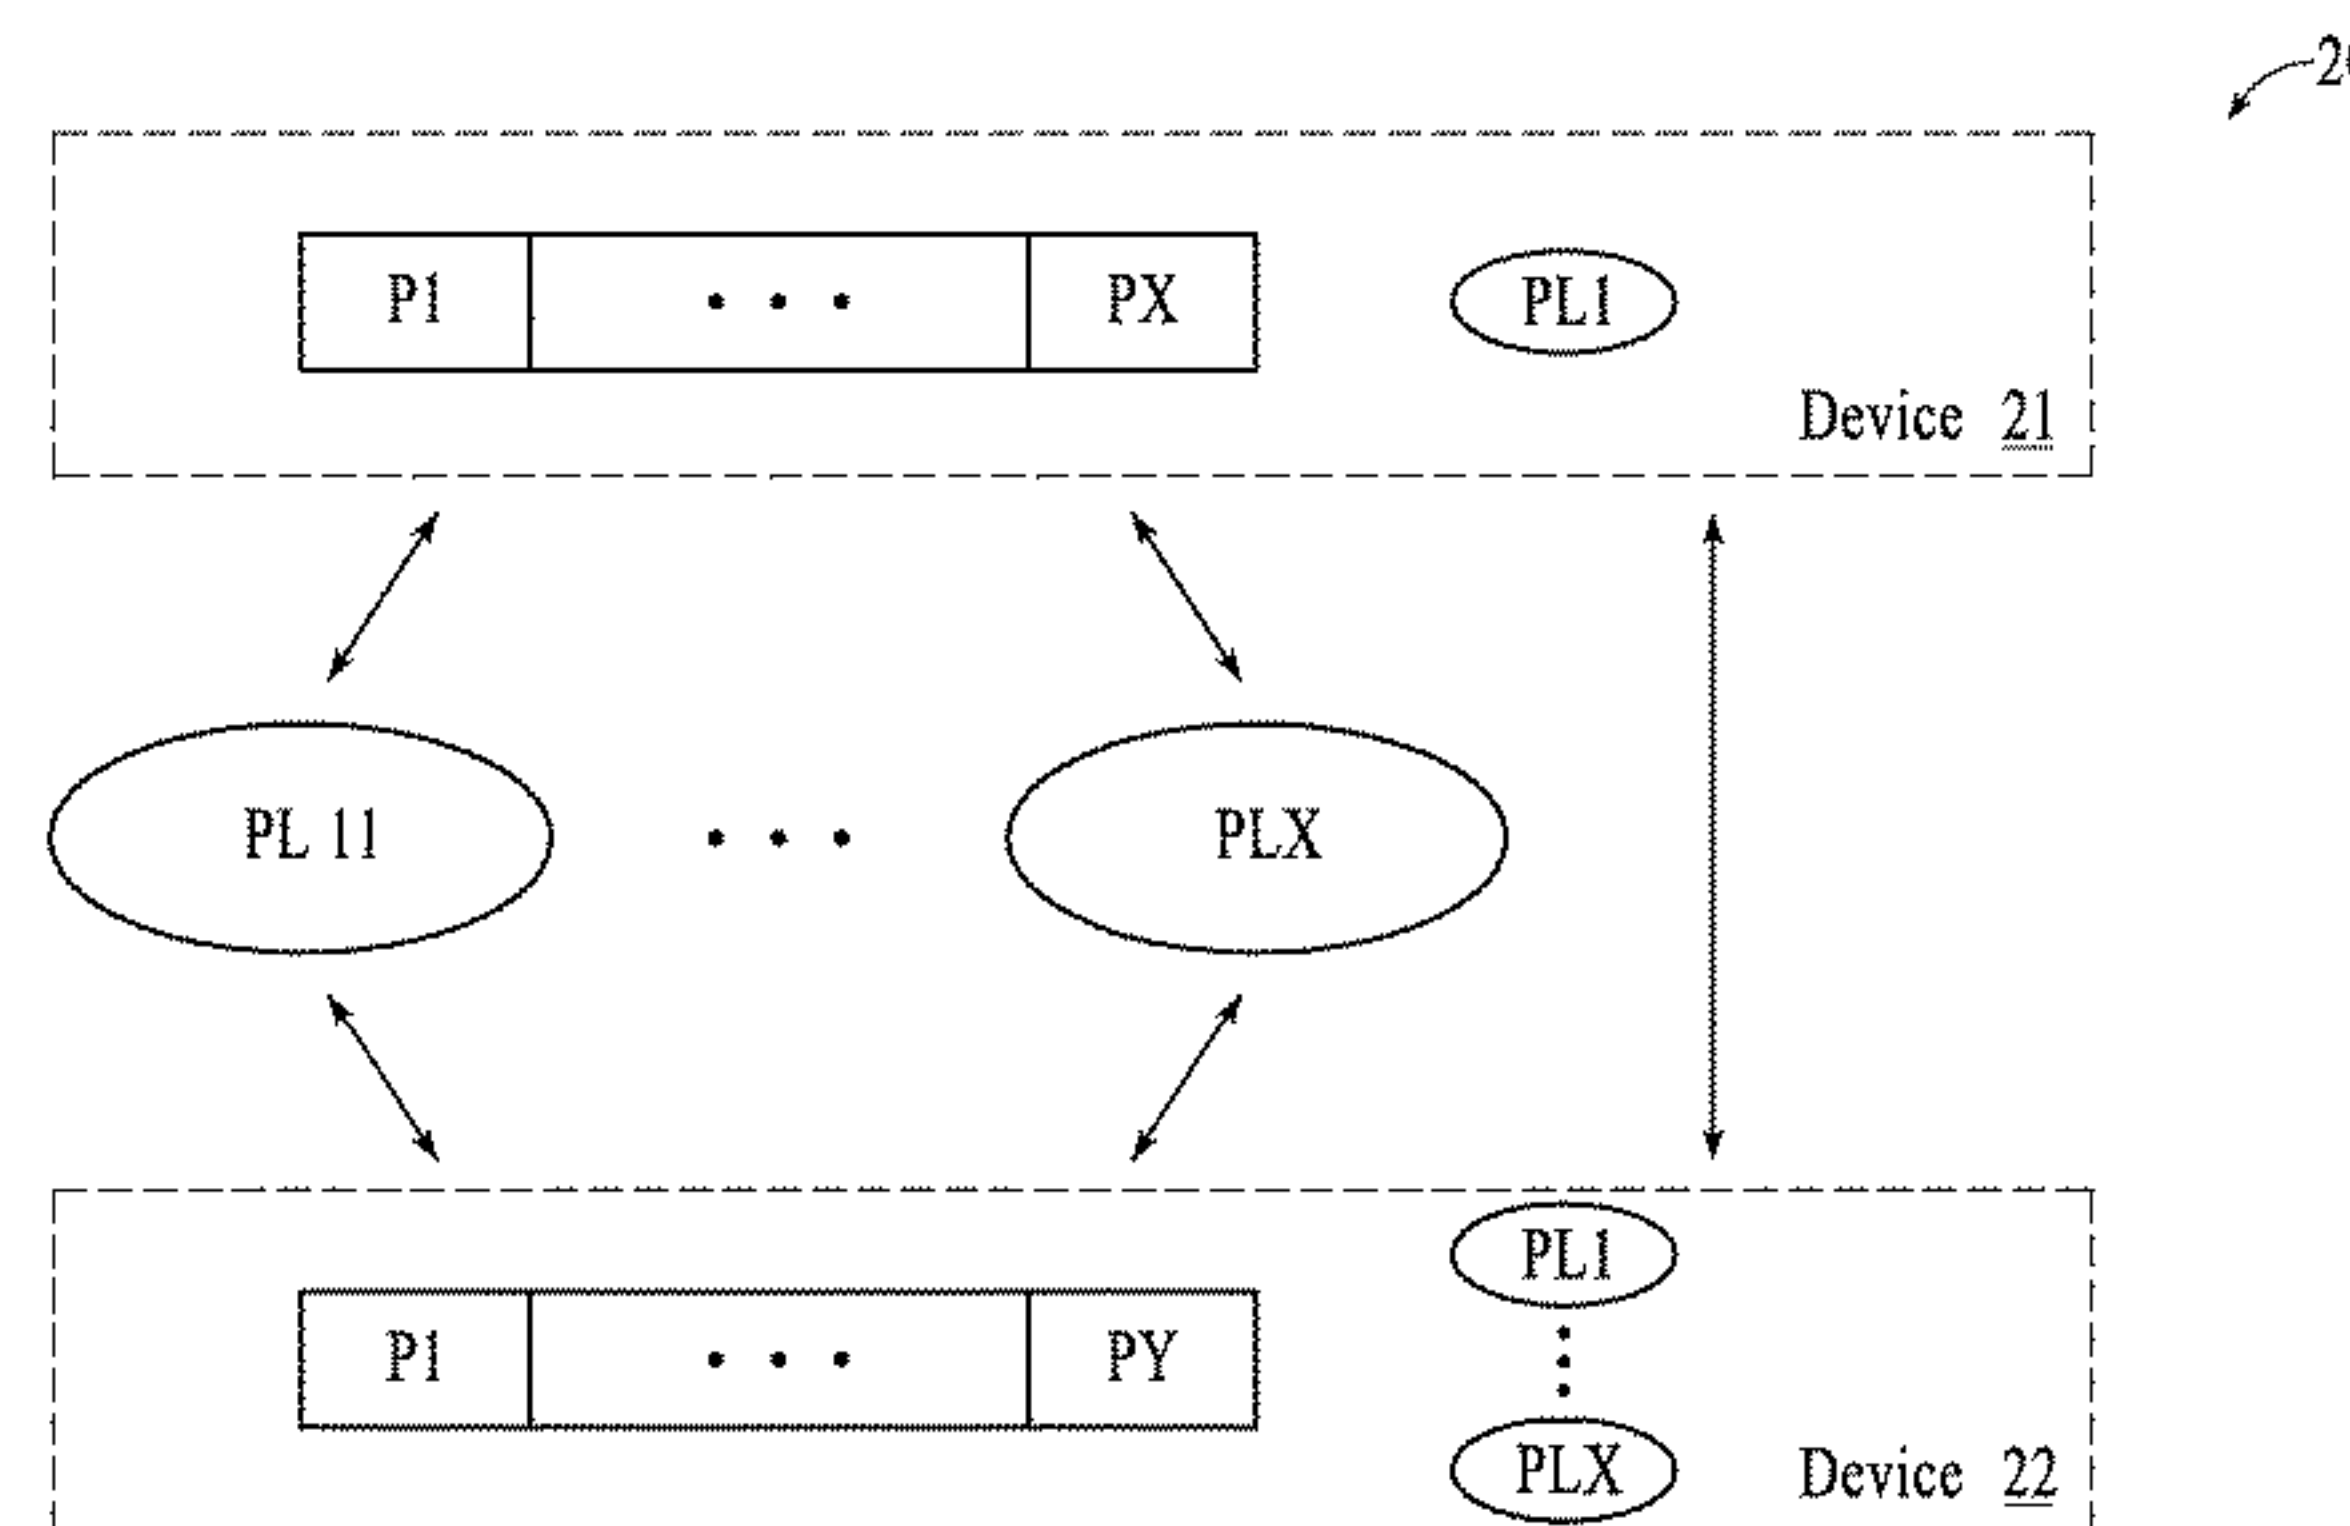 P1 • • • PX PL1
Device 21
PL 11 • • • PLX
PL1
P1 • • • PY
PLX
Device 22